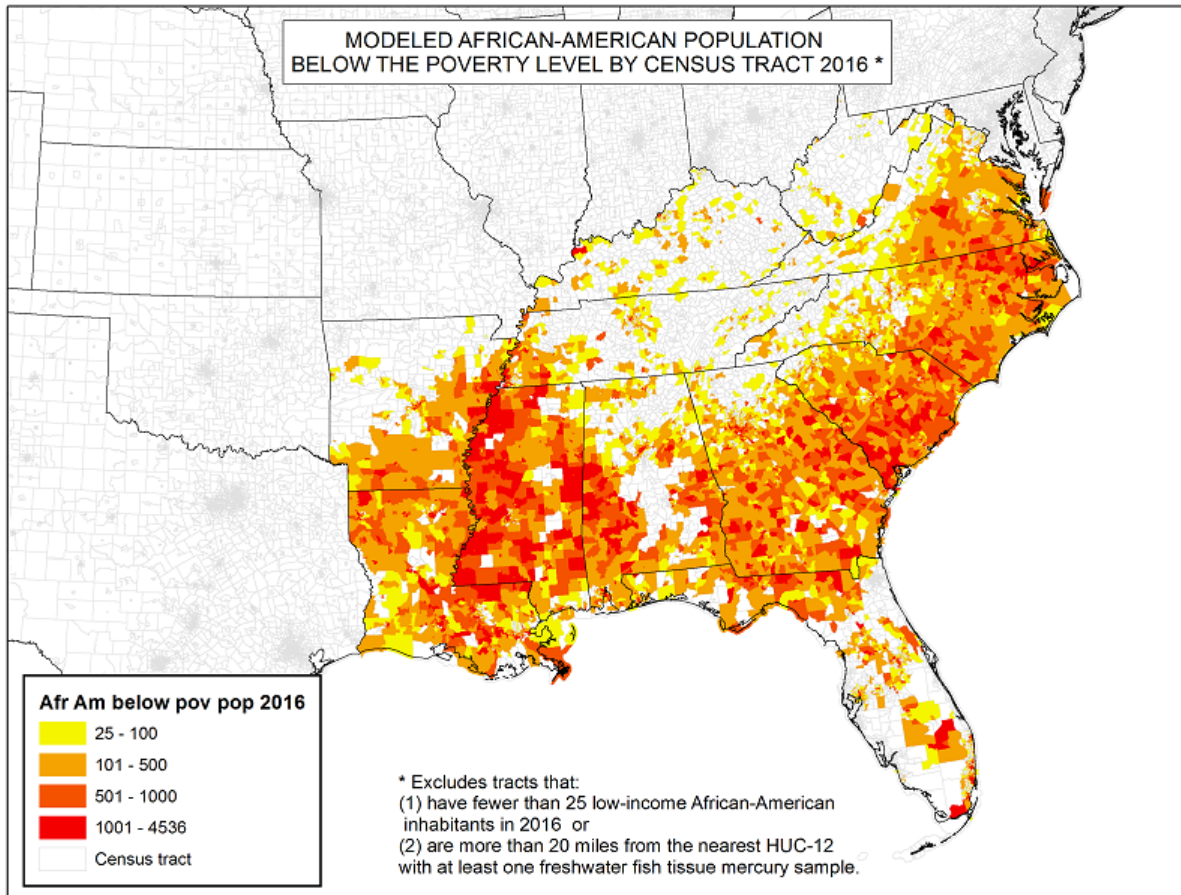 MODELED AFRICAN-AMERICAN POPULATION
BELOW THE POVERTY LEVEL BY CENSUS TRACT 2016 *
Afr Am below pov pop 2016
25 - 100
101 - 500
501 - 1000
1001 - 4536
Census tract
* Excludes tracts that:
(1) have fewer than 25 low-income African-American
inhabitants in 2016 or
(2) are more than 20 miles from the nearest HUC-12
with at least one freshwater fish tissue mercury sample.